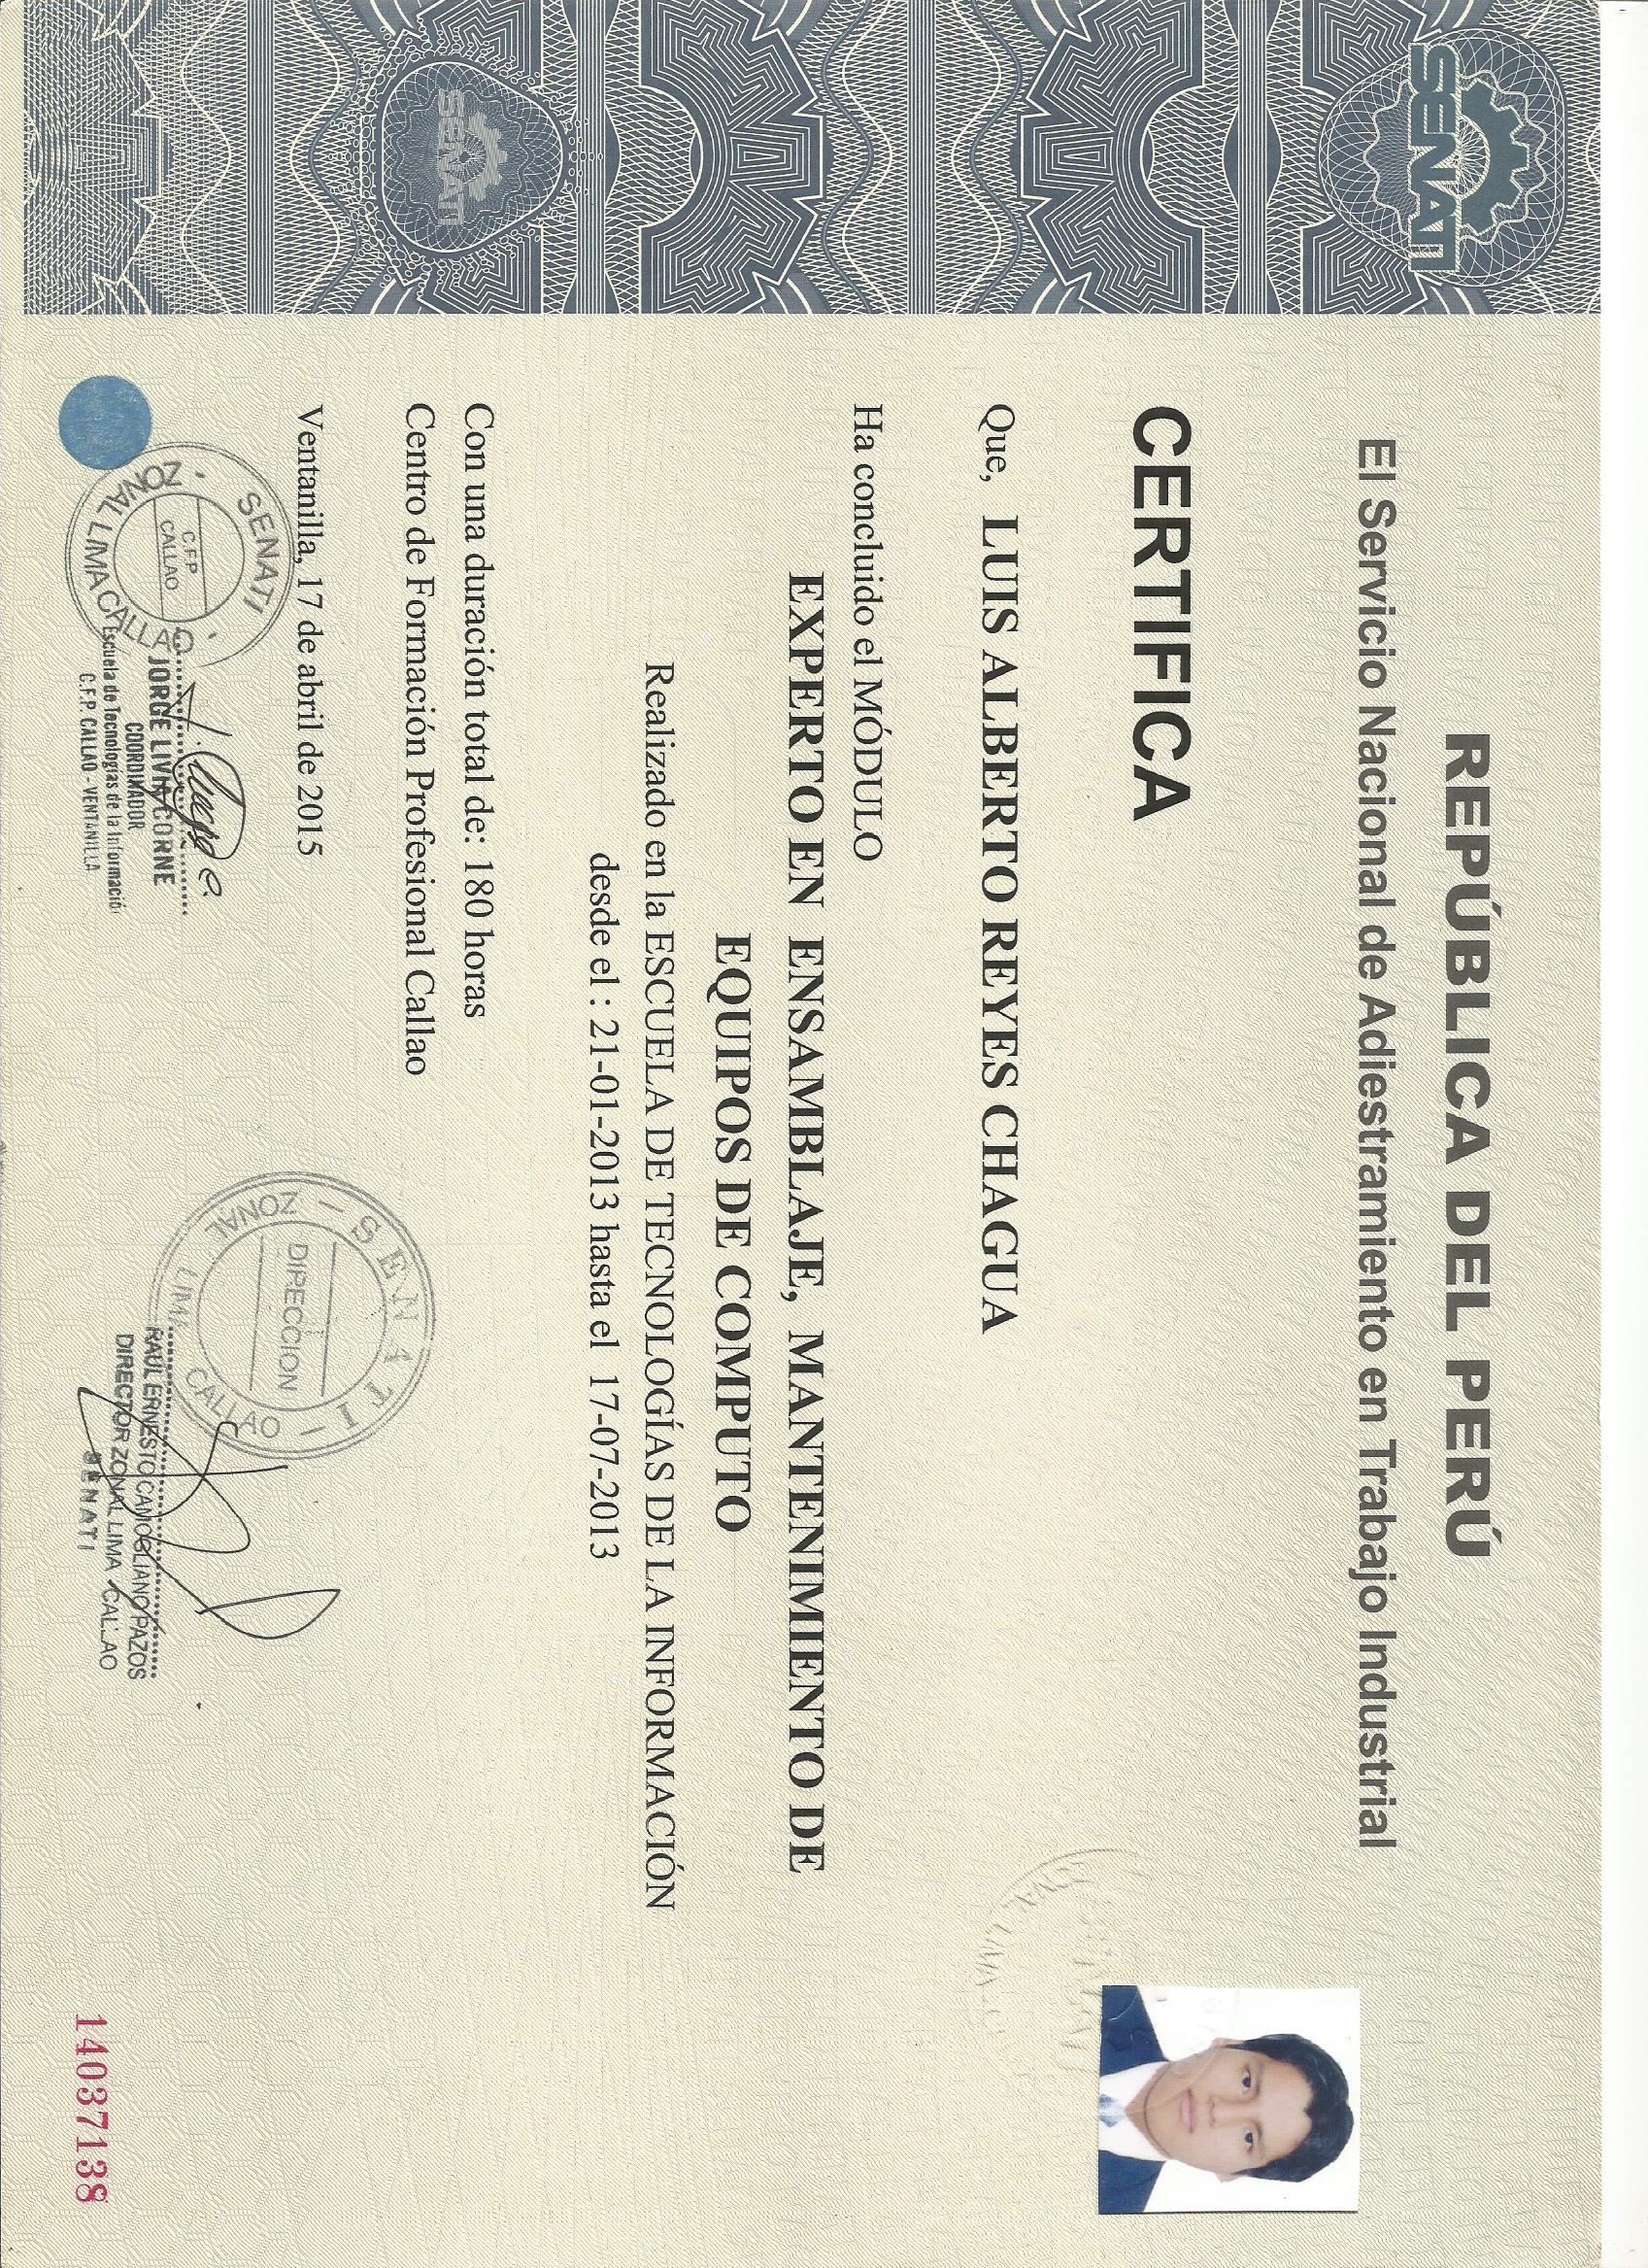 SENATI
REPÚBLICA DEL PERÚ
El Servicio Nacional de Adiestramiento en Trabajo Industrial
CERTIFICA
Que, LUIS ALBERTO REYES CHAGUA
Ha concluido el MÓDULO
EXPERTO EN ENSAMBLAJE, MANTENIMIENTO DE
EQUIPOS DE COMPUTO
Realizado en la ESCUELA DE TECNOLOGÍAS DE LA INFORMACIÓN
desde el : 21-01-2013 hasta el 17-07-2013
Con una duración total de: 180 horas
Centro de Formación Profesional Callao
SENATI
Ventanilla, 17 de abril de 2015
SENATI
C.F.P
CALLAO
ZONAL LIMA CALLAO
JORGE LIVIA CORNE
COORDINADOR
Escuela de Tecnologías de la Informació
C.F.P. CALLAO - VENTANILLA
SENATI
DIRECCION
ZONAL LIMA CALLAO
RAUL ERNESTO CAMOGLIANO PAZOS
DIRECTOR ZONAL LIMA - CALLAO
SENATI
14037138